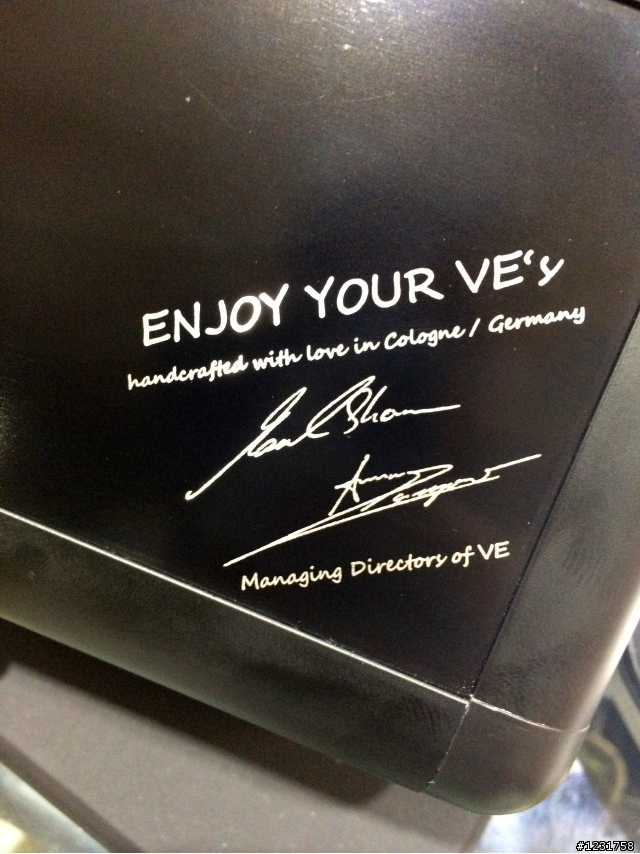 ENJOY YOUR VE‘y
handcrafted with love in Cologne / Germany
Managing Directors of VE
#1231758